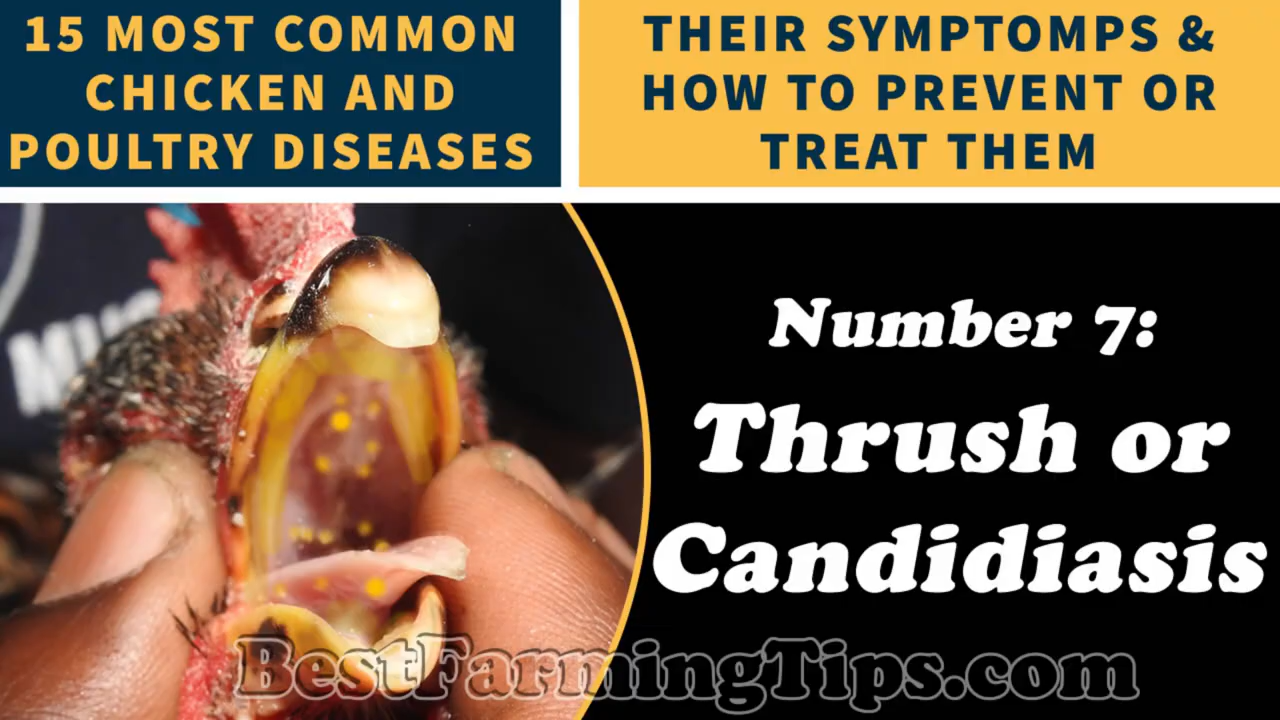 15 MOST COMMON
CHICKEN AND
POULTRY DISEASES
THEIR SYMPTOMPS &
HOW TO PREVENT OR
TREAT THEM
Number 7:
Thrush or
Candidiasis
BestFarmingTips.com